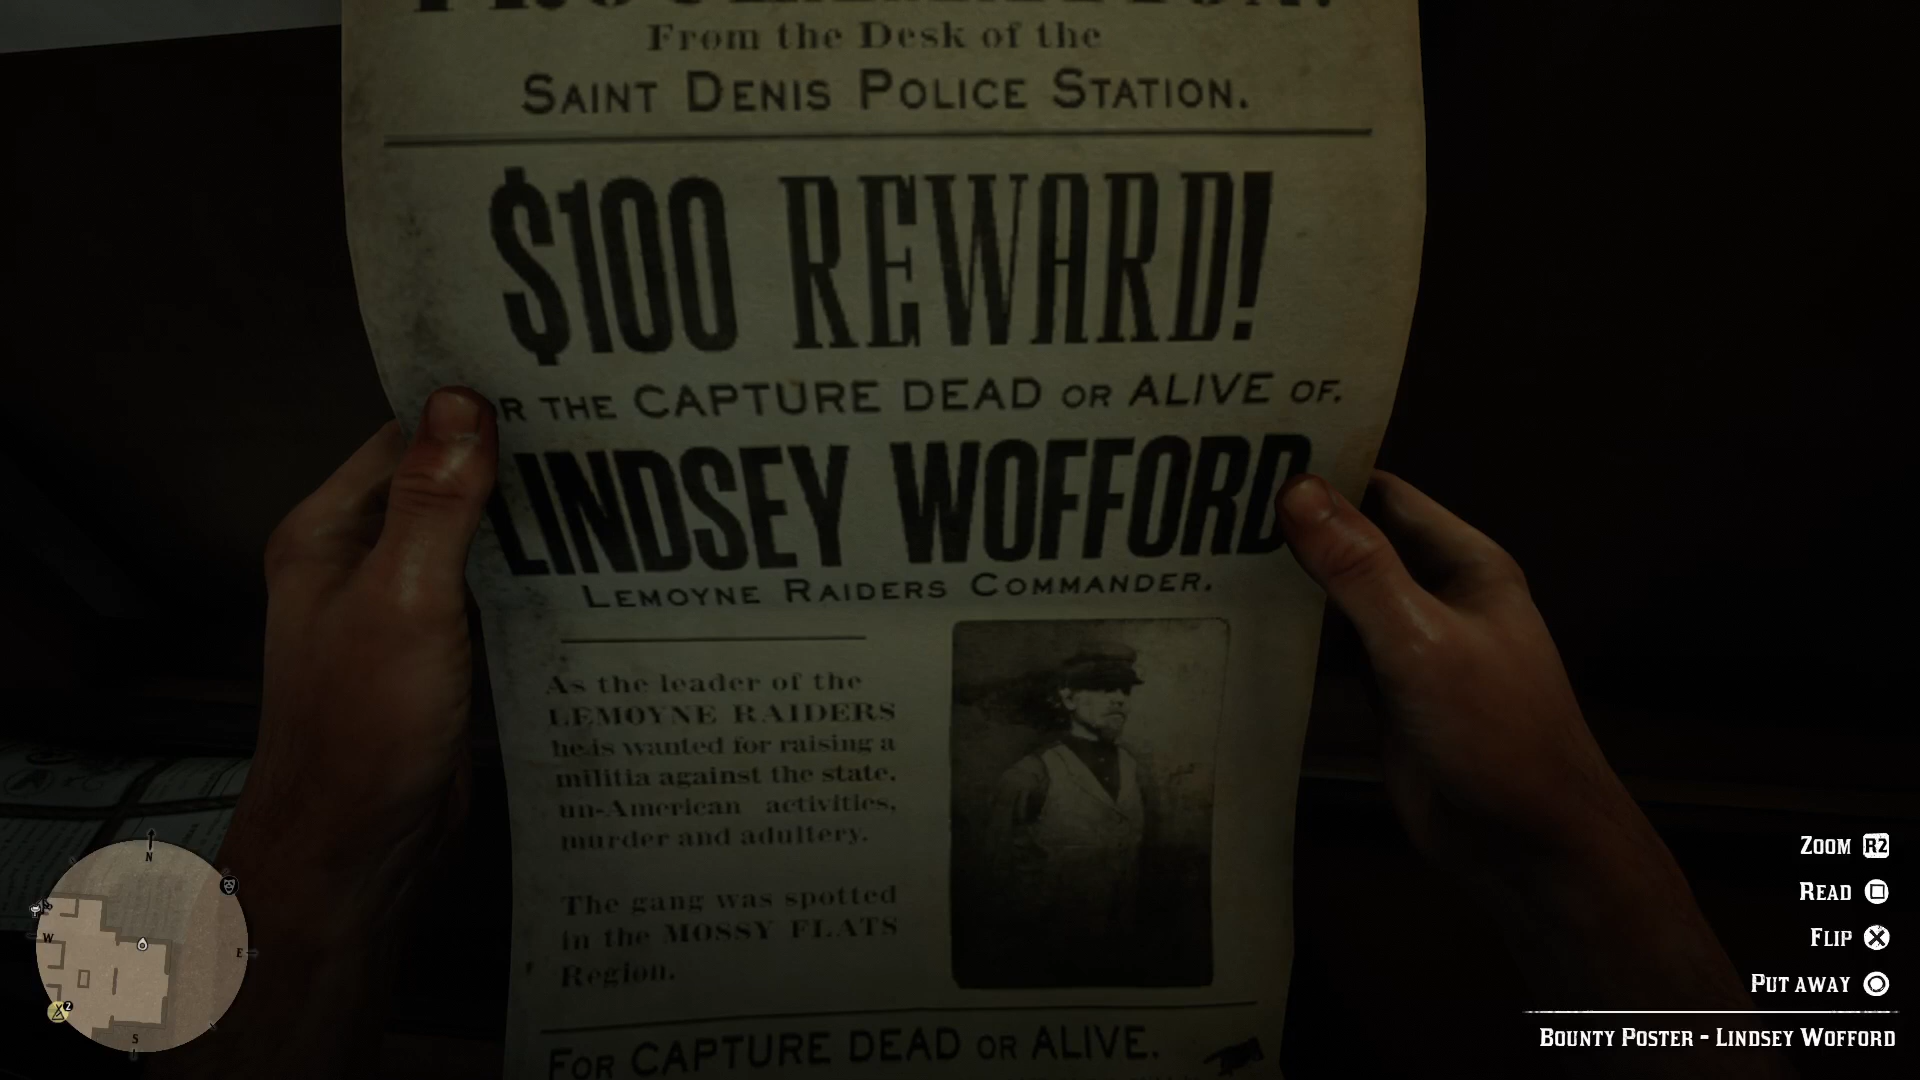 From the Desk of the
SAINT DENIS POLICE STATION.
$100 REWARD!
R THE CAPTURE DEAD OR ALIVE OF.
LINDSEY WOFFORD
LEMOYNE RAIDERS COMMANDER.
As the leader of the
LEMOYNE RAIDERS
he is wanted for raising a
militia against the state,
un-American activities,
murder and adultery.
The gang was spotted
in the MOSSY FLATS
Region.
FOR CAPTURE DEAD OR ALIVE.
N
W
E
S
2
ZOOM R2
READ
FLIP
PUT AWAY
BOUNTY POSTER - LINDSEY WOFFORD